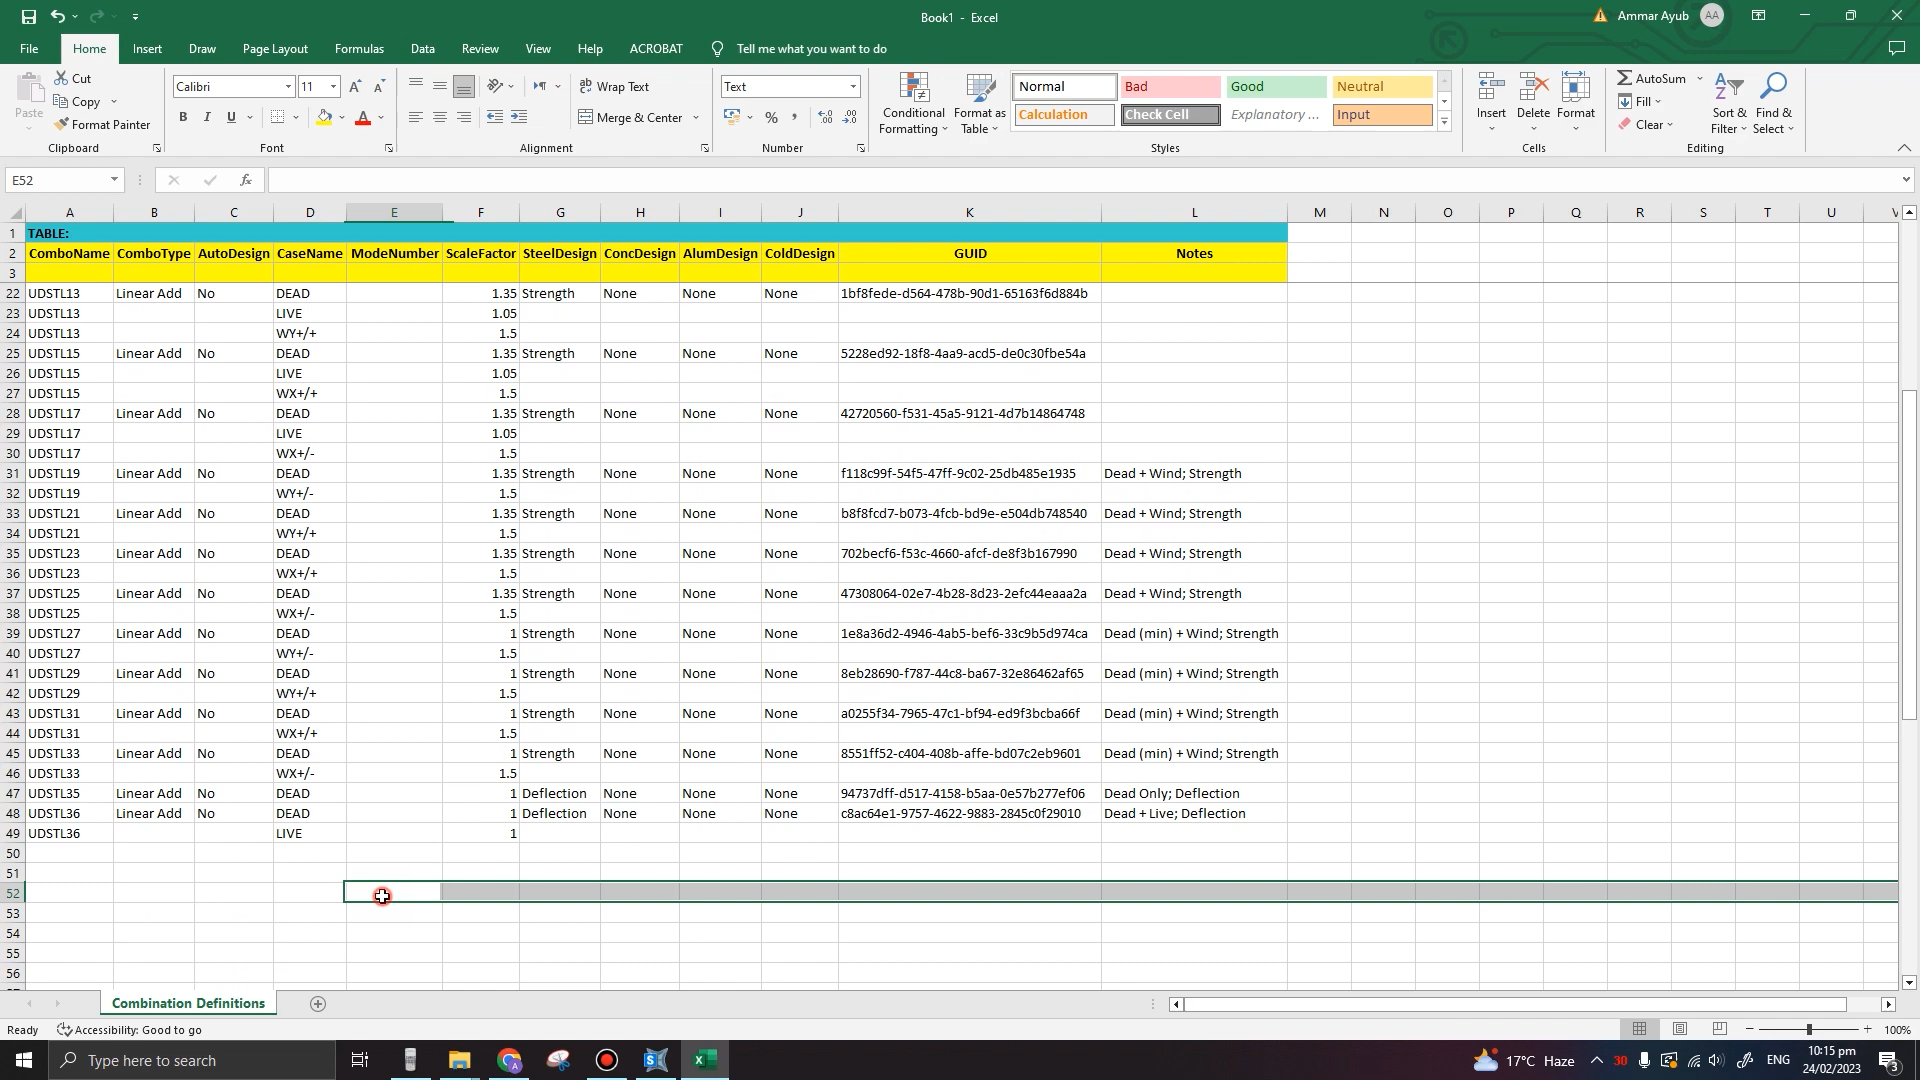 Book1 - Excel
Ammar Ayub AA
File Home Insert Draw Page Layout Formulas Data Review View Help ACROBAT Tell me what you want to do
Paste
Cut
Copy
Format Painter
Clipboard
Calibri 11
B I U
Font
Wrap Text
Merge & Center
Alignment
Text
Number
Conditional Formatting
Format as Table
Normal Bad Good Neutral
Calculation Check Cell Explanatory ... Input
Styles
Insert Delete Format
Cells
AutoSum
Fill
Clear
Sort & Filter
Find & Select
Editing
E52 fx
A B C D E F G H I J K L M N O P Q R S T U V
1 TABLE:
2 ComboName ComboType AutoDesign CaseName ModeNumber ScaleFactor SteelDesign ConcDesign AlumDesign ColdDesign GUID Notes
3
22 UDSTL13 Linear Add No DEAD 1.35 Strength None None None 1bf8fede-d564-478b-90d1-65163f6d884b
23 UDSTL13 LIVE 1.05
24 UDSTL13 WY+/+ 1.5
25 UDSTL15 Linear Add No DEAD 1.35 Strength None None None 5228ed92-18f8-4aa9-acd5-de0c30fbe54a
26 UDSTL15 LIVE 1.05
27 UDSTL15 WX+/+ 1.5
28 UDSTL17 Linear Add No DEAD 1.35 Strength None None None 42720560-f531-45a5-9121-4d7b14864748
29 UDSTL17 LIVE 1.05
30 UDSTL17 WX+/- 1.5
31 UDSTL19 Linear Add No DEAD 1.35 Strength None None None f118c99f-54f5-47ff-9c02-25db485e1935 Dead + Wind; Strength
32 UDSTL19 WY+/- 1.5
33 UDSTL21 Linear Add No DEAD 1.35 Strength None None None b8f8fcd7-b073-4fcb-bd9e-e504db748540 Dead + Wind; Strength
34 UDSTL21 WY+/+ 1.5
35 UDSTL23 Linear Add No DEAD 1.35 Strength None None None 702becf6-f53c-4660-afcf-de8f3b167990 Dead + Wind; Strength
36 UDSTL23 WX+/+ 1.5
37 UDSTL25 Linear Add No DEAD 1.35 Strength None None None 47308064-02e7-4b28-8d23-2efc44eaaa2a Dead + Wind; Strength
38 UDSTL25 WX+/- 1.5
39 UDSTL27 Linear Add No DEAD 1 Strength None None None 1e8a36d2-4946-4ab5-bef6-33c9b5d974ca Dead (min) + Wind; Strength
40 UDSTL27 WY+/- 1.5
41 UDSTL29 Linear Add No DEAD 1 Strength None None None 8eb28690-f787-44c8-ba67-32e86462af65 Dead (min) + Wind; Strength
42 UDSTL29 WY+/+ 1.5
43 UDSTL31 Linear Add No DEAD 1 Strength None None None a0255f34-7965-47c1-bf94-ed9f3bcba66f Dead (min) + Wind; Strength
44 UDSTL31 WX+/+ 1.5
45 UDSTL33 Linear Add No DEAD 1 Strength None None None 8551ff52-c404-408b-affe-bd07c2eb9601 Dead (min) + Wind; Strength
46 UDSTL33 WX+/- 1.5
47 UDSTL35 Linear Add No DEAD 1 Deflection None None None 94737dff-d517-4158-b5aa-0e57b277ef06 Dead Only; Deflection
48 UDSTL36 Linear Add No DEAD 1 Deflection None None None c8ac64e1-9757-4622-9883-2845c0f29010 Dead + Live; Deflection
49 UDSTL36 LIVE 1
50
51
52
53
54
55
56
Combination Definitions
Ready Accessibility: Good to go 100%
Type here to search 17°C Haze 30 ENG 10:15 pm
24/02/2023 3